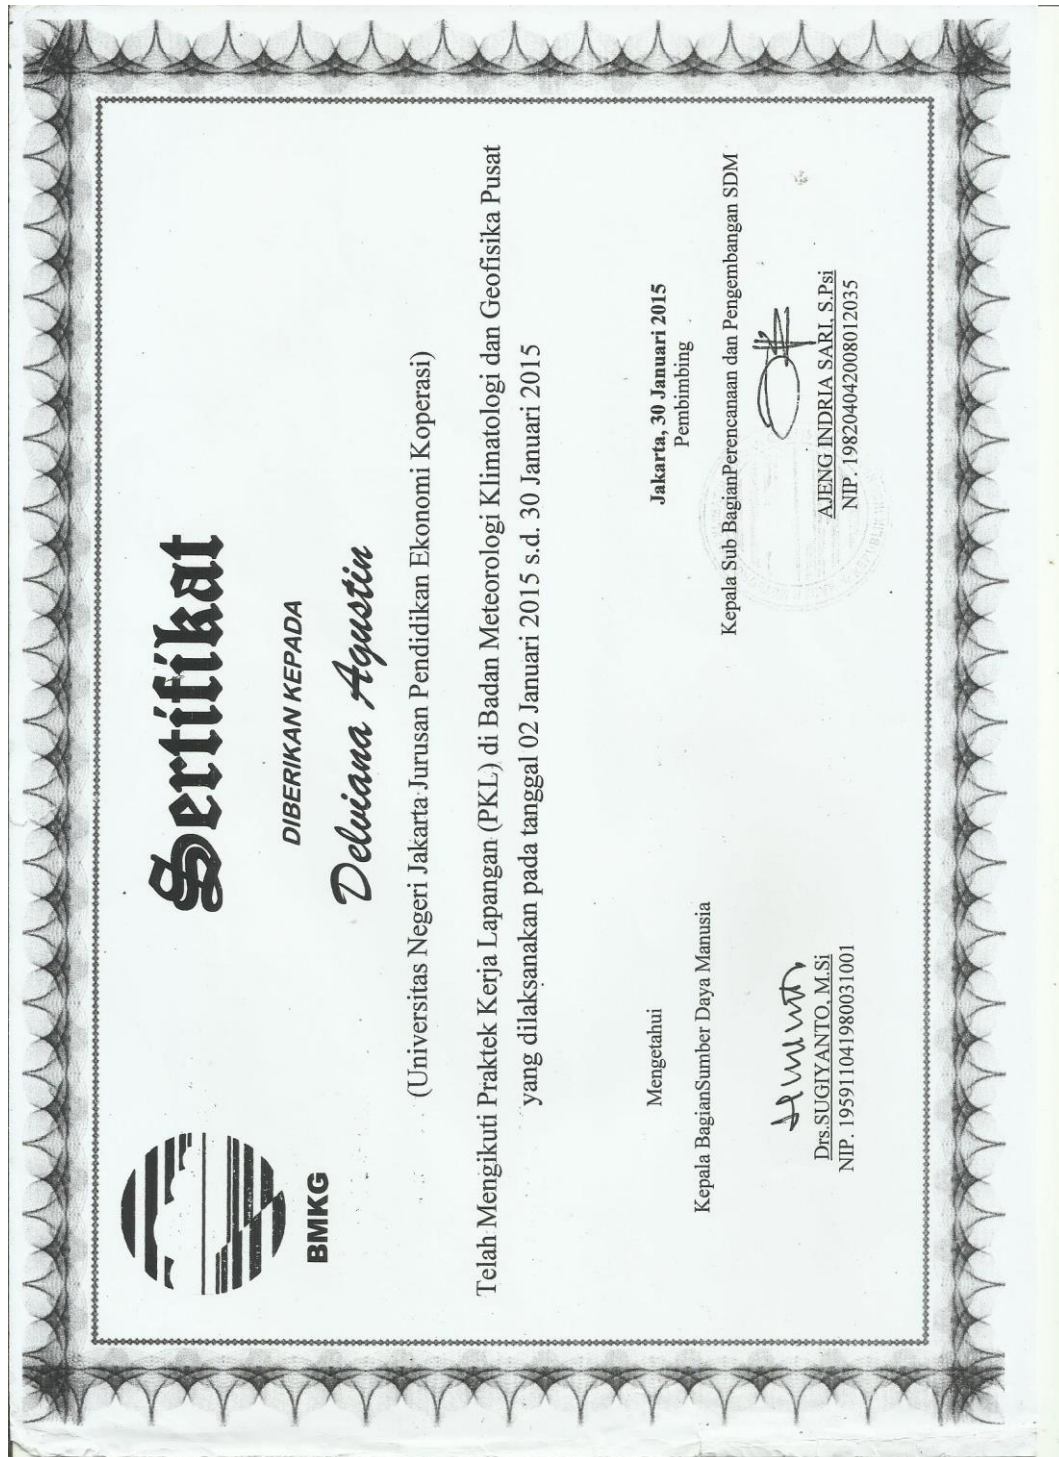 BMKG
Sertifikat
DIBERIKAN KEPADA
Delviana Agustin
(Universitas Negeri Jakarta Jurusan Pendidikan Ekonomi Koperasi)
Telah Mengikuti Praktek Kerja Lapangan (PKL) di Badan Meteorologi Klimatologi dan Geofisika Pusat
yang dilaksanakan pada tanggal 02 Januari 2015 s.d. 30 Januari 2015
Mengetahui
Kepala BagianSumber Daya Manusia
Drs.SUGIYANTO, M.Si
NIP. 195911041980031001
Jakarta, 30 Januari 2015
Pembimbing
Kepala Sub BagianPerencanaan dan Pengembangan SDM
AJENG INDRIA SARI, S.Psi
NIP. 198204042008012035